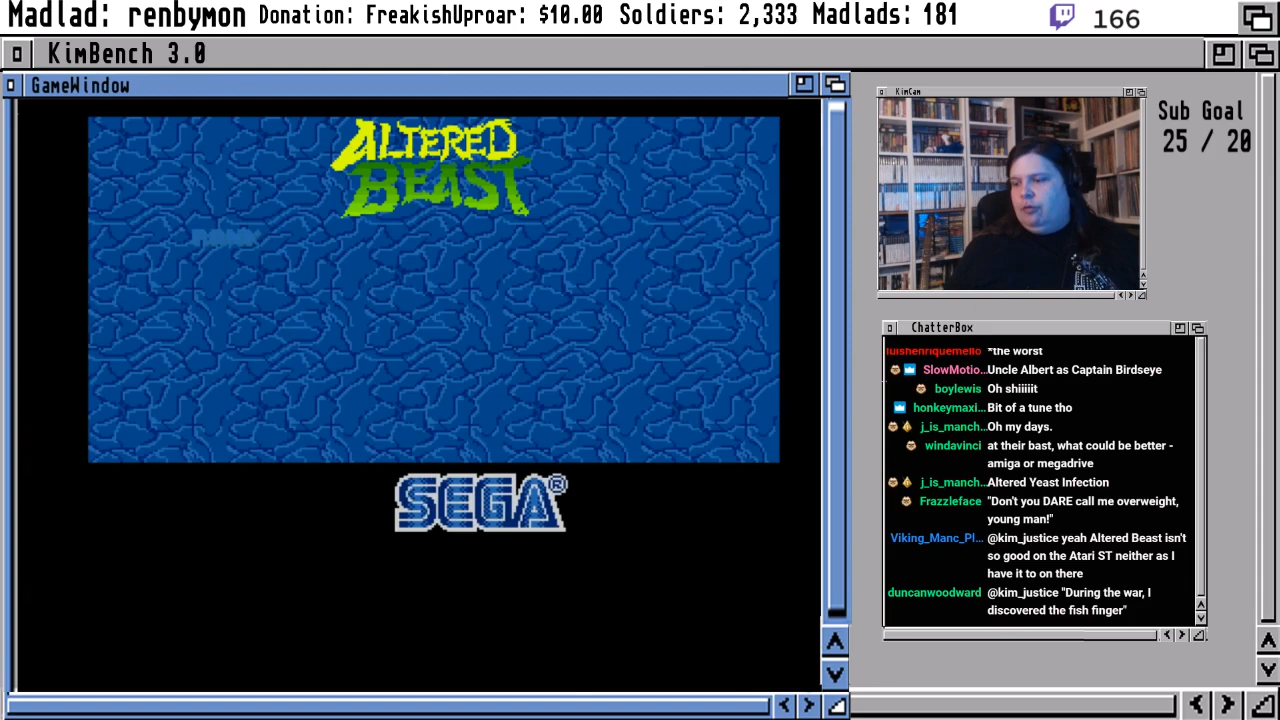 Madlad: renbymon Donation: FreakishUproar: $10.00 Soldiers: 2,333 Madlads: 181 166
KimBench 3.0
GameWindow
ALTERED
BEAST
SEGA®
KimCam
Sub Goal
25 / 20
ChatterBox
luishenriquemello *the worst
SlowMotio... Uncle Albert as Captain Birdseye
boylewis Oh shiiiiit
honkeymaxi... Bit of a tune tho
j_is_manch... Oh my days.
windavinci at their bast, what could be better -
amiga or megadrive
j_is_manch... Altered Yeast Infection
Frazzleface "Don't you DARE call me overweight,
young man!"
Viking_Manc_Pl... @kim_justice yeah Altered Beast isn't
so good on the Atari ST neither as I
have it to on there
duncanwoodward @kim_justice "During the war, I
discovered the fish finger"